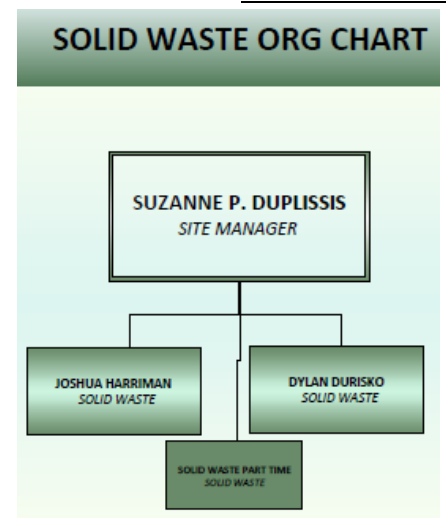 SOLID WASTE ORG CHART
SUZANNE P. DUPLISSIS
SITE MANAGER
JOSHUA HARRIMAN
SOLID WASTE
DYLAN DURISKO
SOLID WASTE
SOLID WASTE PART TIME
SOLID WASTE